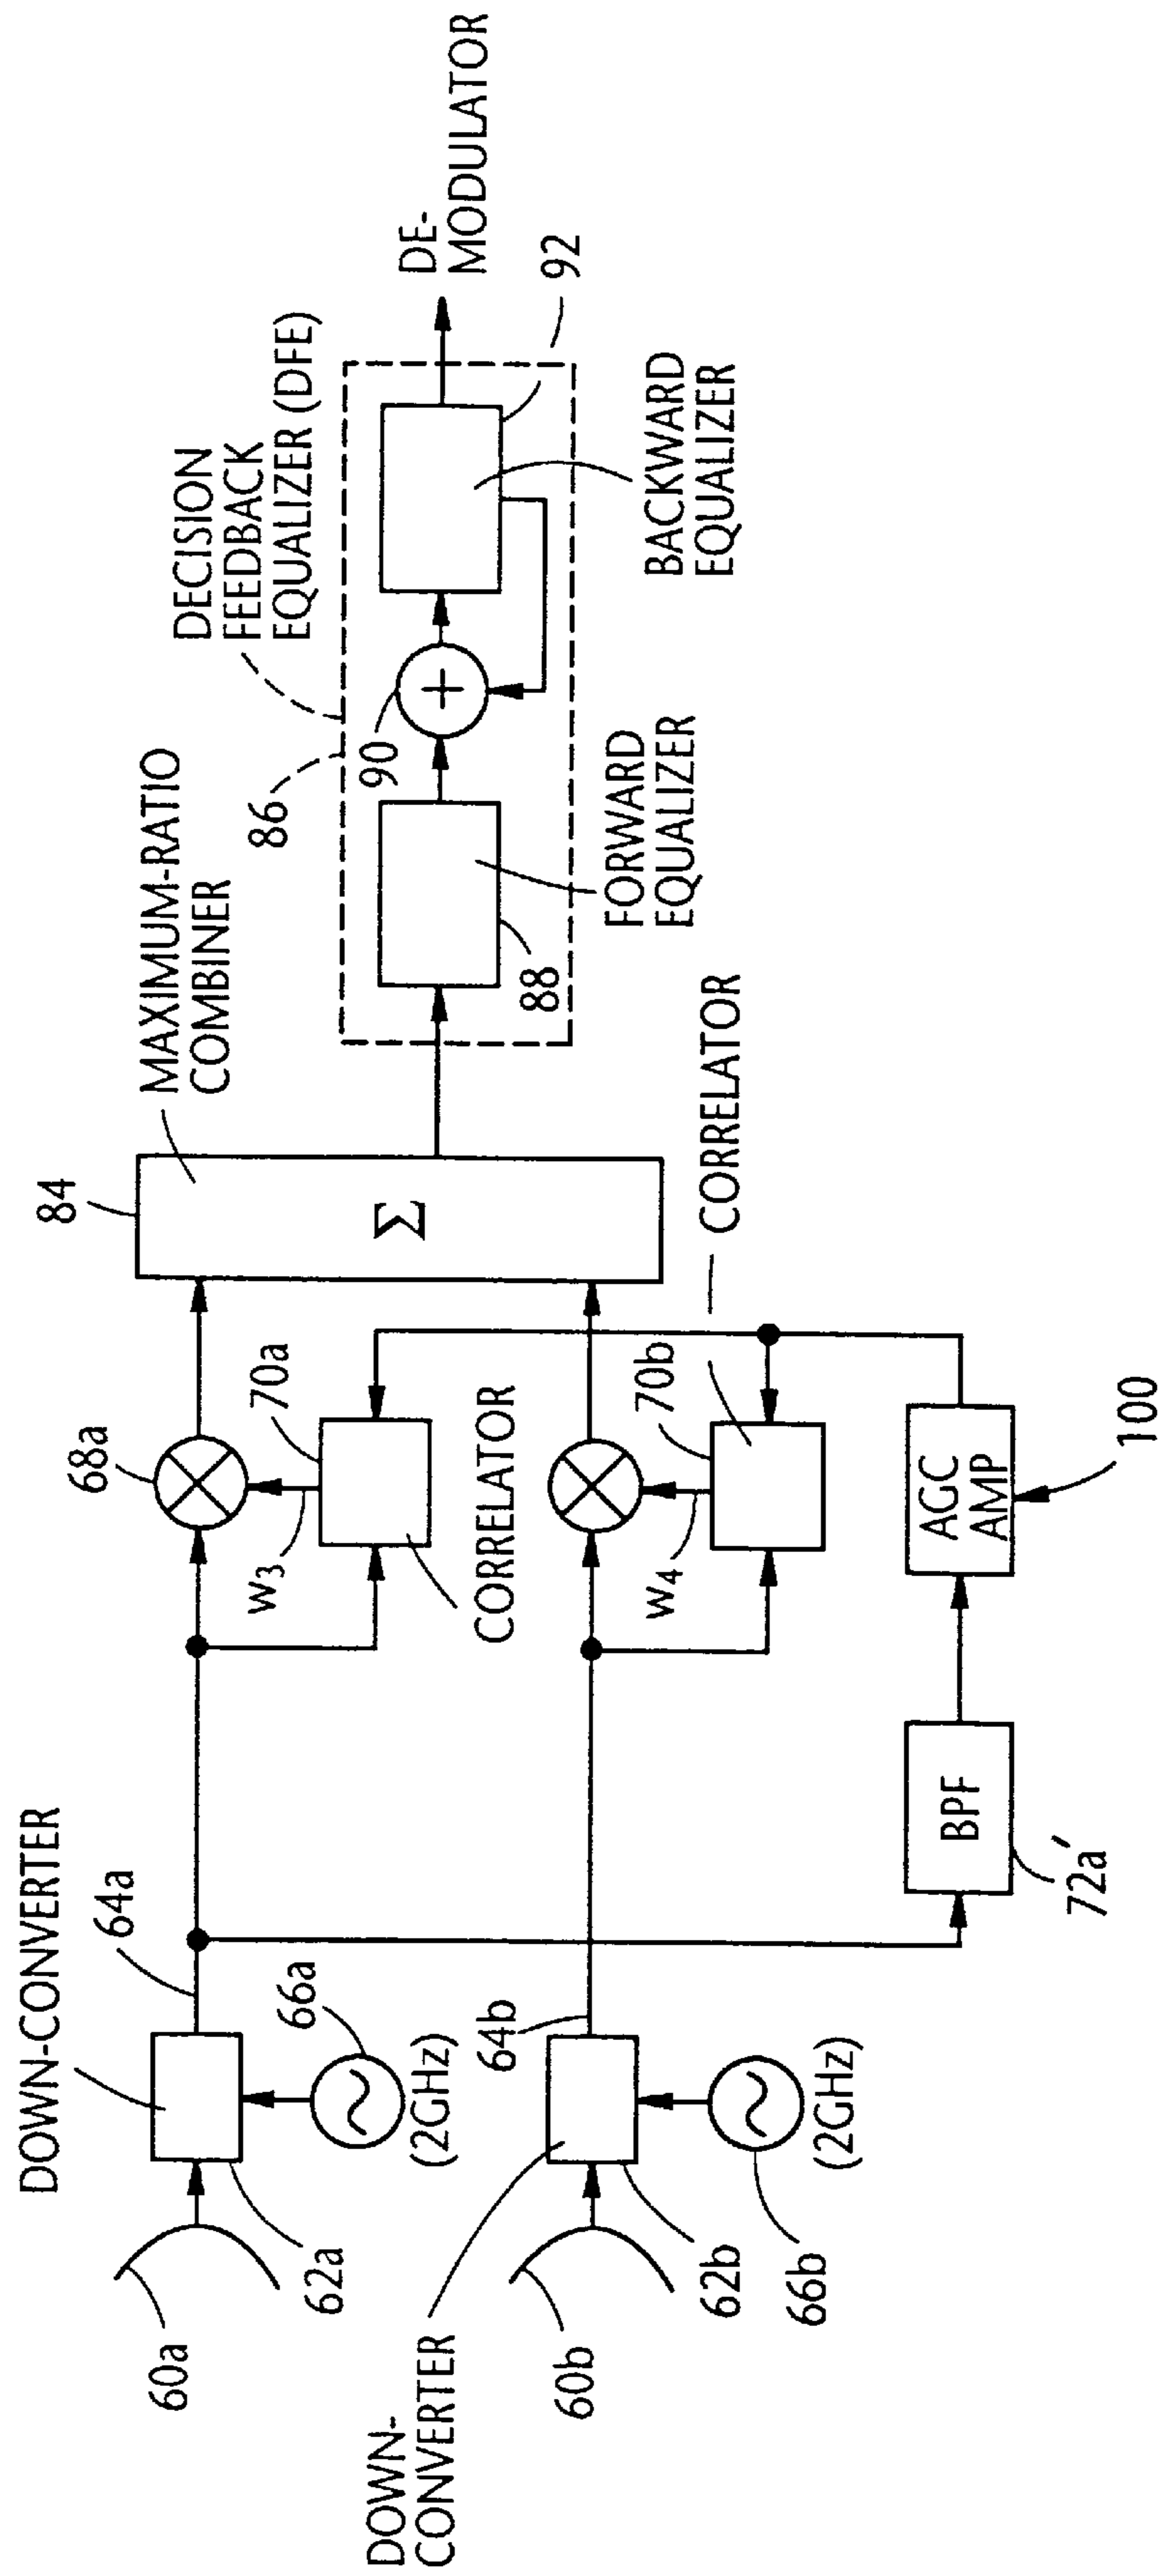 DOWN-CONVERTER
64a
60a
62a
66a
(2GHz)
68a
w3
70a
CORRELATOR
84
MAXIMUM-RATIO
COMBINER
Σ
86
DECISION
FEEDBACK
EQUALIZER (DFE)
90
+
88
FORWARD
EQUALIZER
92
BACKWARD
EQUALIZER
DE-
MODULATOR
DOWN-
CONVERTER
60b
62b
64b
66b
(2GHz)
w4
70b
CORRELATOR
BPF
72a'
AGC
AMP
100